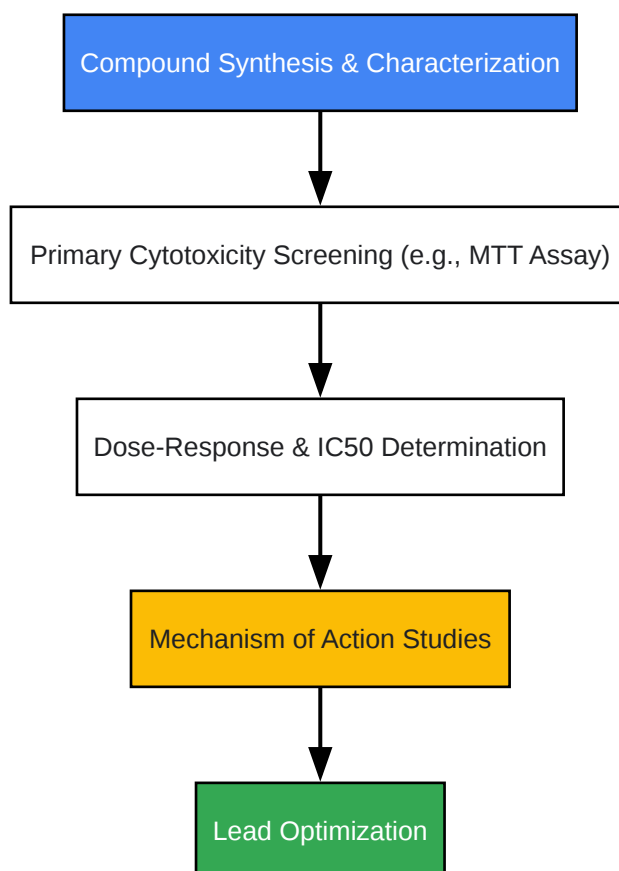 Compound Synthesis & Characterization
Primary Cytotoxicity Screening (e.g., MTT Assay)
Dose-Response & IC50 Determination
Mechanism of Action Studies
Lead Optimization